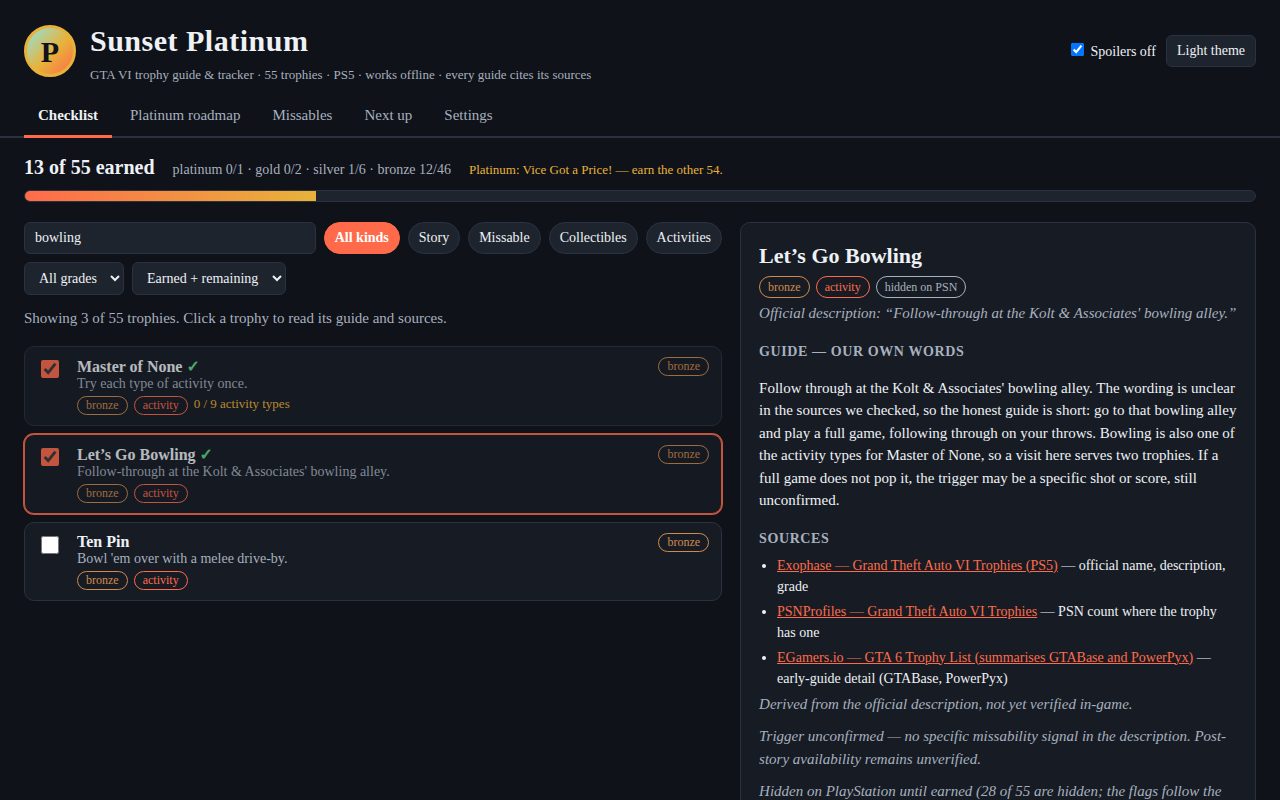 P
Sunset Platinum
GTA VI trophy guide & tracker · 55 trophies · PS5 · works offline · every guide cites its sources
Spoilers off
Light theme
Checklist
Platinum roadmap
Missables
Next up
Settings
13 of 55 earned
platinum 0/1 · gold 0/2 · silver 1/6 · bronze 12/46
Platinum: Vice Got a Price! — earn the other 54.
bowling
All kinds
Story
Missable
Collectibles
Activities
All grades
Earned + remaining
Showing 3 of 55 trophies. Click a trophy to read its guide and sources.
Master of None ✓
bronze
Try each type of activity once.
bronze
activity
0 / 9 activity types
Let’s Go Bowling ✓
bronze
Follow-through at the Kolt & Associates' bowling alley.
bronze
activity
Ten Pin
bronze
Bowl 'em over with a melee drive-by.
bronze
activity
Let’s Go Bowling
bronze
activity
hidden on PSN
Official description: “Follow-through at the Kolt & Associates' bowling alley.”
GUIDE — OUR OWN WORDS
Follow through at the Kolt & Associates' bowling alley. The wording is unclear
in the sources we checked, so the honest guide is short: go to that bowling alley
and play a full game, following through on your throws. Bowling is also one of
the activity types for Master of None, so a visit here serves two trophies. If a
full game does not pop it, the trigger may be a specific shot or score, still
unconfirmed.
SOURCES
• Exophase — Grand Theft Auto VI Trophies (PS5) — official name, description,
grade
• PSNProfiles — Grand Theft Auto VI Trophies — PSN count where the trophy
has one
• EGamers.io — GTA 6 Trophy List (summarises GTABase and PowerPyx) —
early-guide detail (GTABase, PowerPyx)
Derived from the official description, not yet verified in-game.
Trigger unconfirmed — no specific missability signal in the description. Post-
story availability remains unverified.
Hidden on PlayStation until earned (28 of 55 are hidden; the flags follow the